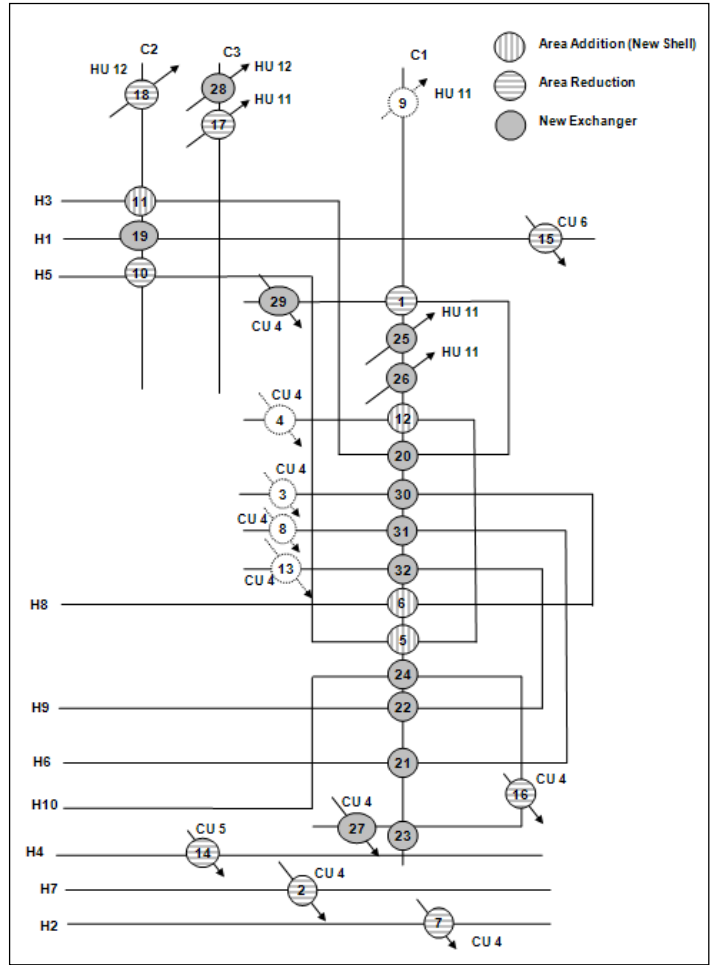 C2
C3
C1
Area Addition (New Shell)
Area Reduction
New Exchanger
HU 12
18
28
HU 12
17
HU 11
9
HU 11
H3
11
H1
19
15
CU 6
H5
10
29
CU 4
1
HU 11
25
HU 11
26
CU 4
4
12
20
CU 4
3
30
CU 4
8
31
CU 4
13
32
H8
6
5
24
H9
22
H6
21
CU 4
16
H10
CU 4
27
23
CU 5
H4
14
CU 4
H7
2
H2
7
CU 4